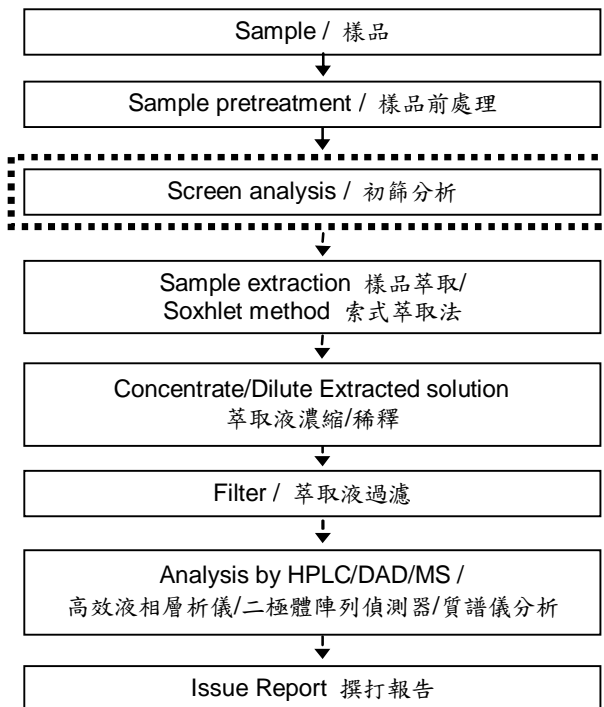 Sample / 樣品
Sample pretreatment / 樣品前處理
Screen analysis / 初篩分析
Sample extraction 樣品萃取/
Soxhlet method 索式萃取法
Concentrate/Dilute Extracted solution
萃取液濃縮/稀釋
Filter / 萃取液過濾
Analysis by HPLC/DAD/MS /
高效液相層析儀/二極體陣列偵測器/質譜儀分析
Issue Report 撰打報告